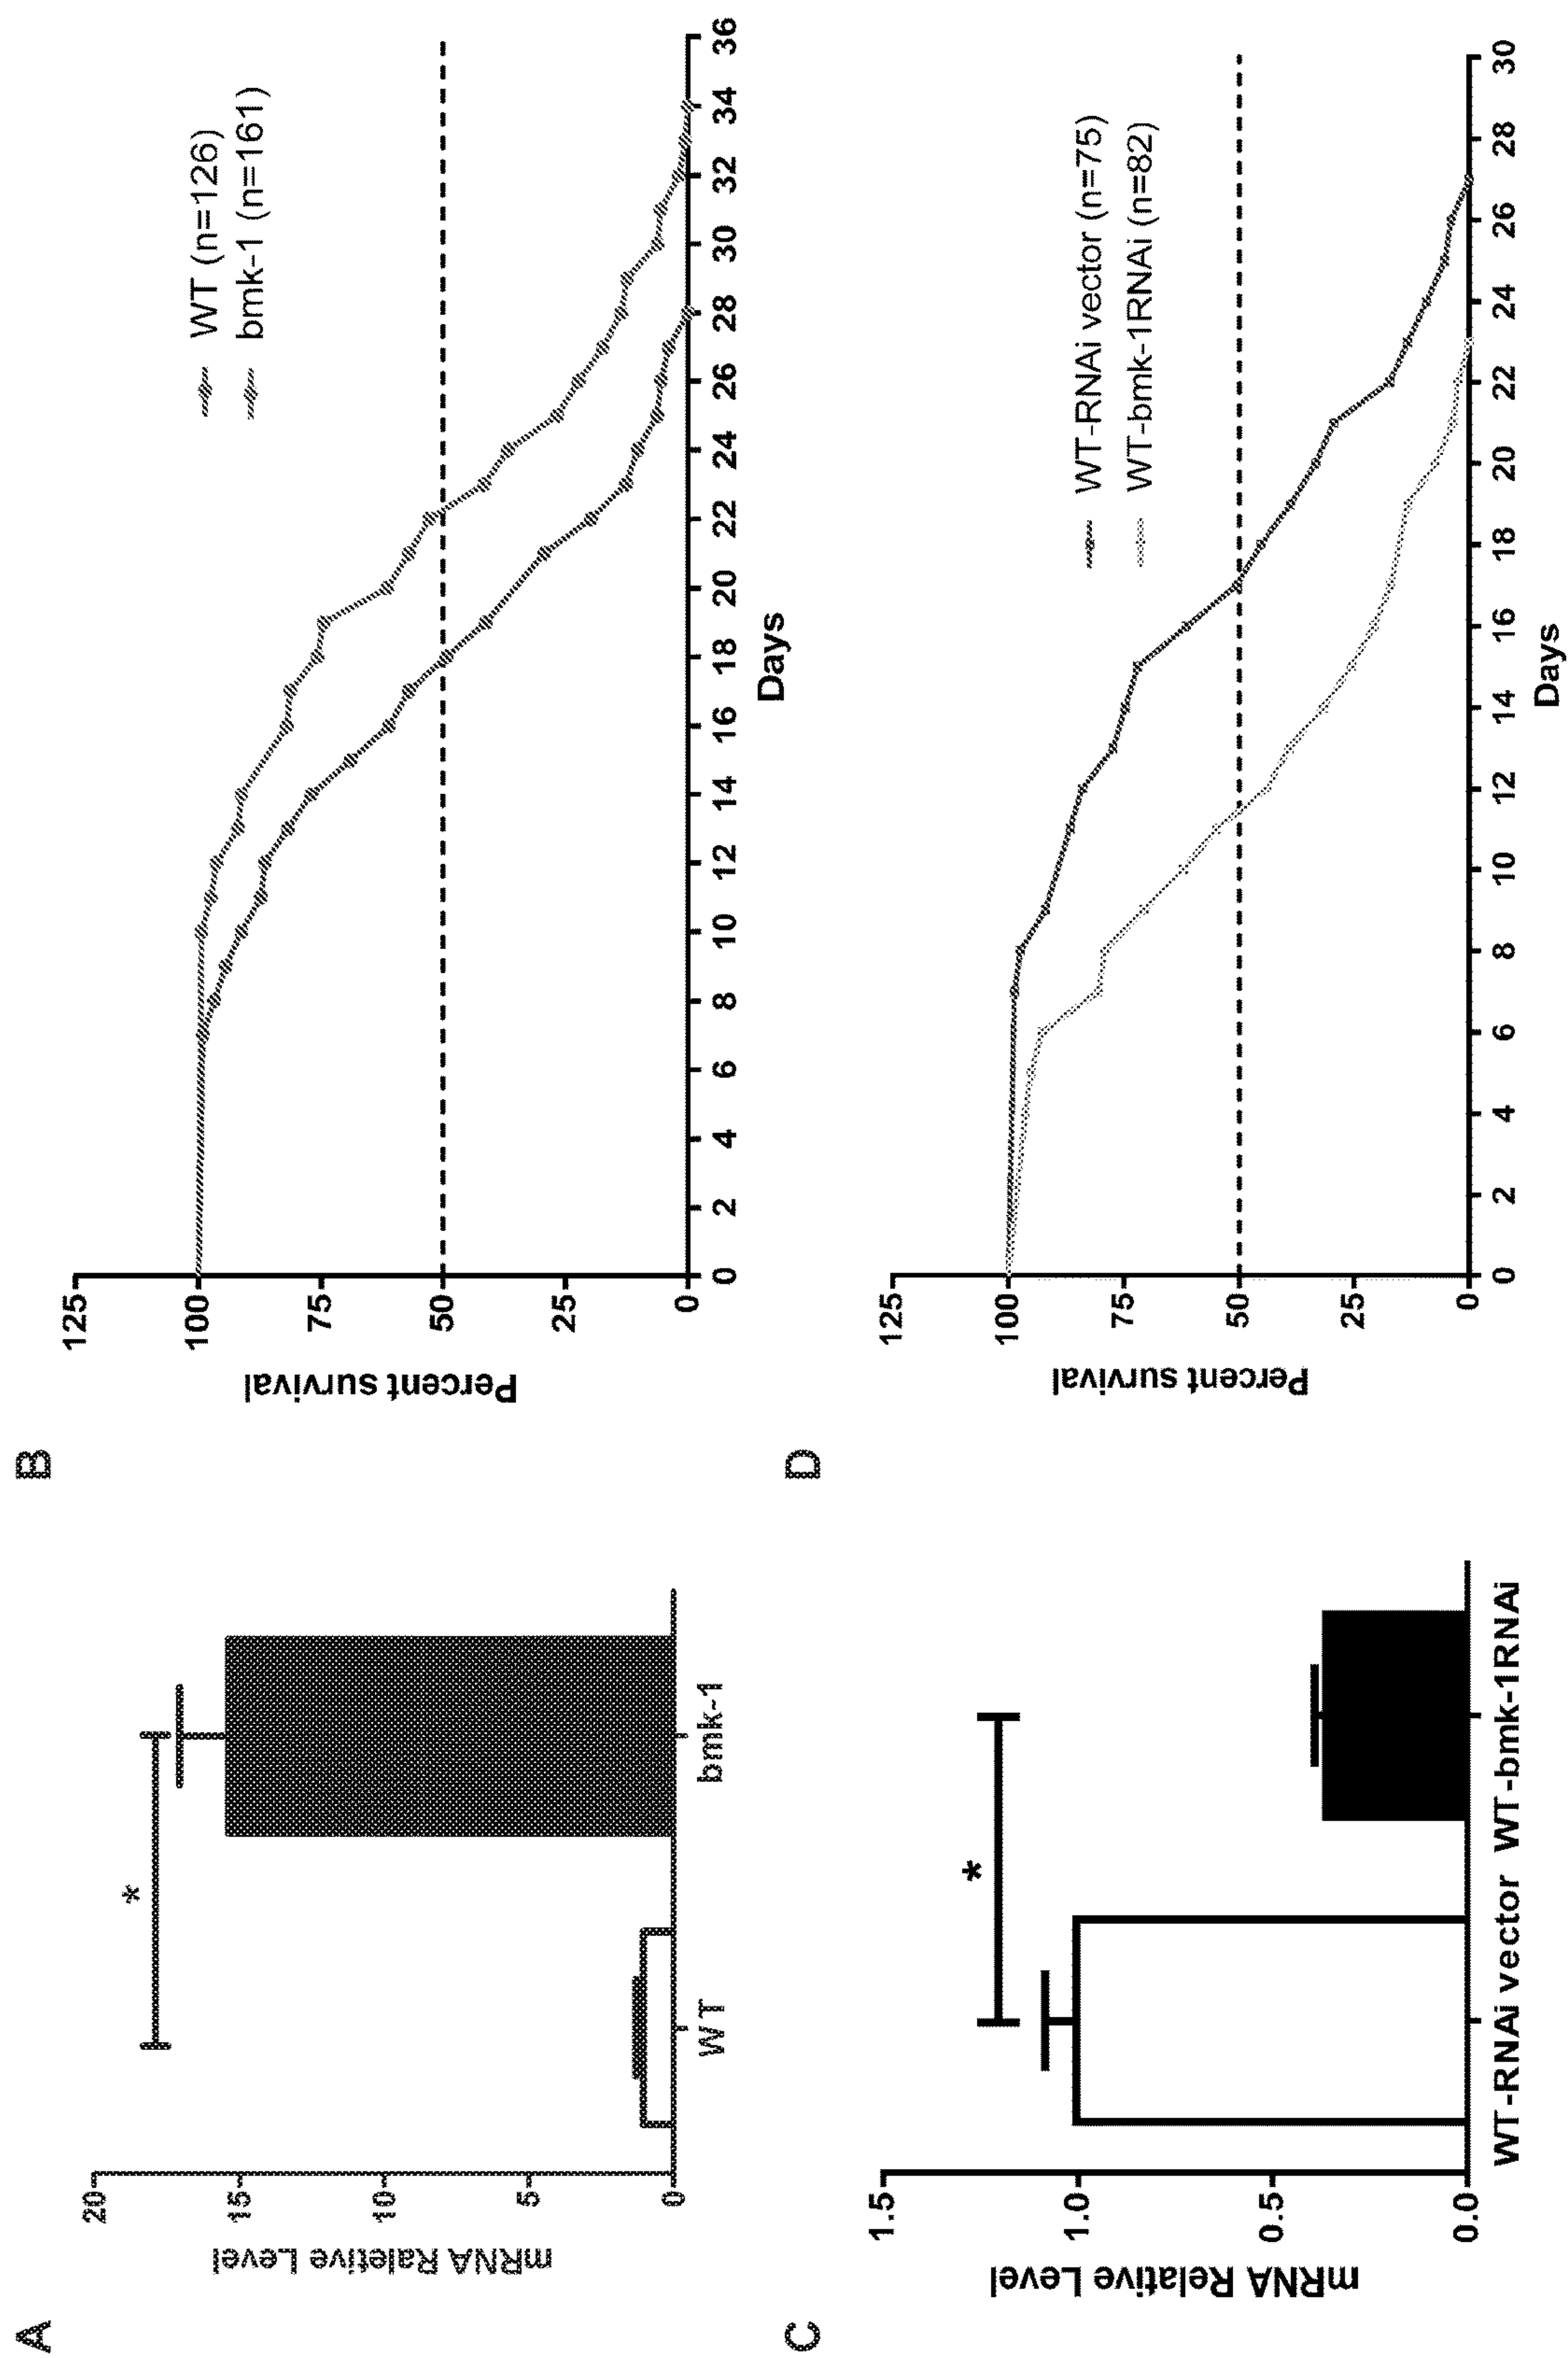 A
mRNA Raletive Level
20
15
10
5
0
WT
bmk-1
*
B
Percent survival
125
100
75
50
25
0
0 2 4 6 8 10 12 14 16 18 20 22 24 26 28 30 32 34 36
Days
WT (n=126)
bmk-1 (n=161)
C
mRNA Relative Level
1.5
1.0
0.5
0.0
WT-RNAi vector WT-bmk-1RNAi
*
D
Percent survival
125
100
75
50
25
0
0 2 4 6 8 10 12 14 16 18 20 22 24 26 28 30
Days
WT-RNAi vector (n=75)
WT-bmk-1RNAi (n=82)